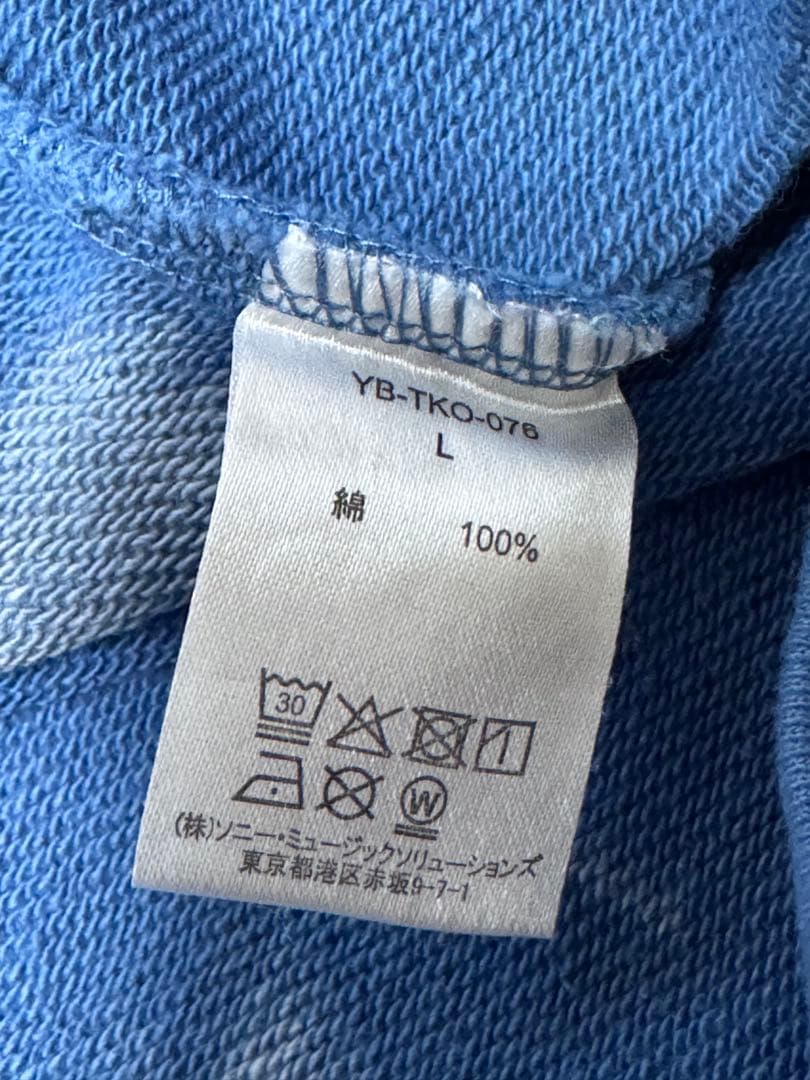 YB-TKO-076
L
綿 100%
30
W
(株)ソニー・ミュージックソリューションズ
東京都港区赤坂9-7-1